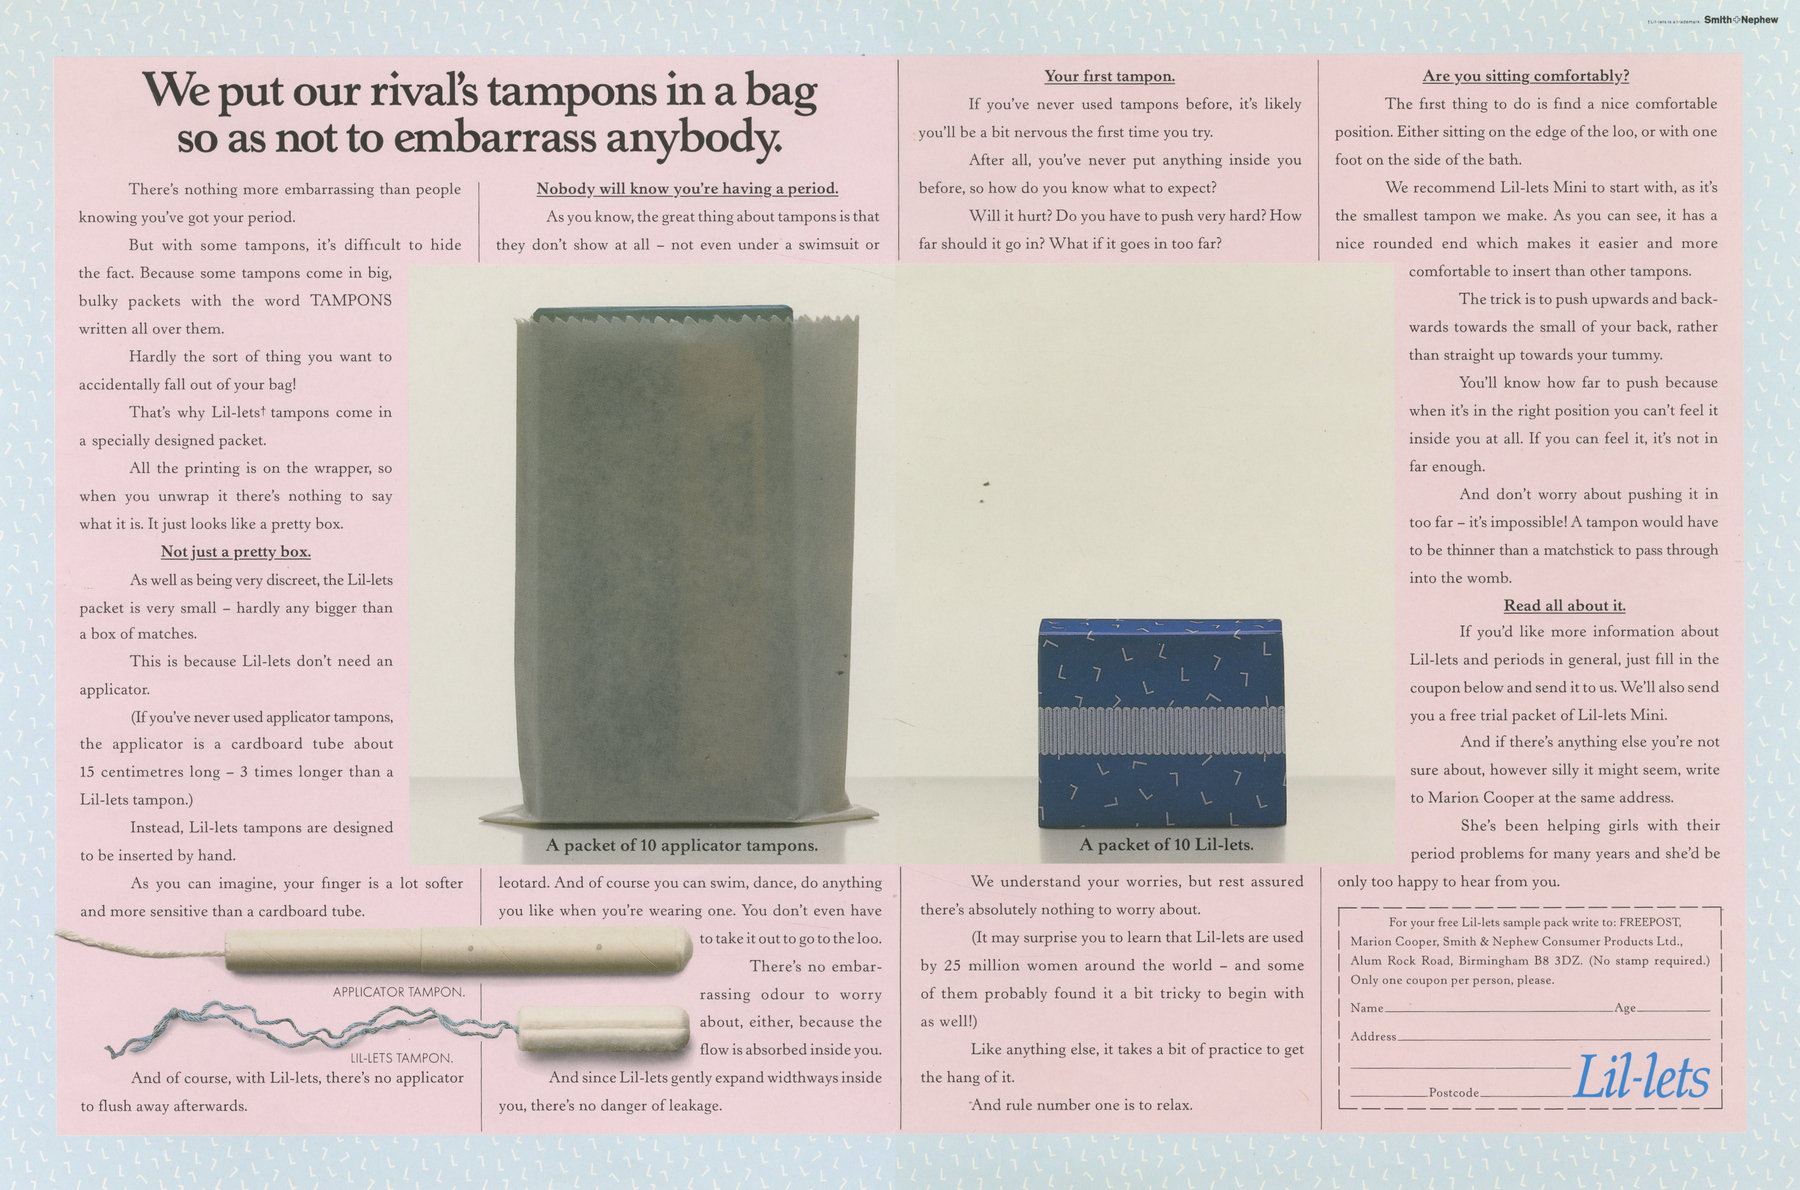 †Lil-lets is a trademark. Smith+Nephew
We put our rival's tampons in a bag
so as not to embarrass anybody.
There's nothing more embarrassing than people
knowing you've got your period.
But with some tampons, it's difficult to hide
the fact. Because some tampons come in big,
bulky packets with the word TAMPONS
written all over them.
Hardly the sort of thing you want to
accidentally fall out of your bag!
That's why Lil-lets† tampons come in
a specially designed packet.
All the printing is on the wrapper, so
when you unwrap it there's nothing to say
what it is. It just looks like a pretty box.
Not just a pretty box.
As well as being very discreet, the Lil-lets
packet is very small – hardly any bigger than
a box of matches.
This is because Lil-lets don't need an
applicator.
(If you've never used applicator tampons,
the applicator is a cardboard tube about
15 centimetres long – 3 times longer than a
Lil-lets tampon.)
Instead, Lil-lets tampons are designed
to be inserted by hand.
As you can imagine, your finger is a lot softer
and more sensitive than a cardboard tube.
APPLICATOR TAMPON.
LIL-LETS TAMPON.
And of course, with Lil-lets, there's no applicator
to flush away afterwards.
Nobody will know you're having a period.
As you know, the great thing about tampons is that
they don't show at all – not even under a swimsuit or
A packet of 10 applicator tampons.
leotard. And of course you can swim, dance, do anything
you like when you're wearing one. You don't even have
to take it out to go to the loo.
There's no embar-
rassing odour to worry
about, either, because the
flow is absorbed inside you.
And since Lil-lets gently expand widthways inside
you, there's no danger of leakage.
Your first tampon.
If you've never used tampons before, it's likely
you'll be a bit nervous the first time you try.
After all, you've never put anything inside you
before, so how do you know what to expect?
Will it hurt? Do you have to push very hard? How
far should it go in? What if it goes in too far?
A packet of 10 Lil-lets.
We understand your worries, but rest assured
there's absolutely nothing to worry about.
(It may surprise you to learn that Lil-lets are used
by 25 million women around the world – and some
of them probably found it a bit tricky to begin with
as well!)
Like anything else, it takes a bit of practice to get
the hang of it.
And rule number one is to relax.
Are you sitting comfortably?
The first thing to do is find a nice comfortable
position. Either sitting on the edge of the loo, or with one
foot on the side of the bath.
We recommend Lil-lets Mini to start with, as it's
the smallest tampon we make. As you can see, it has a
nice rounded end which makes it easier and more
comfortable to insert than other tampons.
The trick is to push upwards and back-
wards towards the small of your back, rather
than straight up towards your tummy.
You'll know how far to push because
when it's in the right position you can't feel it
inside you at all. If you can feel it, it's not in
far enough.
And don't worry about pushing it in
too far – it's impossible! A tampon would have
to be thinner than a matchstick to pass through
into the womb.
Read all about it.
If you'd like more information about
Lil-lets and periods in general, just fill in the
coupon below and send it to us. We'll also send
you a free trial packet of Lil-lets Mini.
And if there's anything else you're not
sure about, however silly it might seem, write
to Marion Cooper at the same address.
She's been helping girls with their
period problems for many years and she'd be
only too happy to hear from you.
For your free Lil-lets sample pack write to: FREEPOST,
Marion Cooper, Smith & Nephew Consumer Products Ltd.,
Alum Rock Road, Birmingham B8 3DZ. (No stamp required.)
Only one coupon per person, please.
Name Age
Address
Postcode
Lil-lets